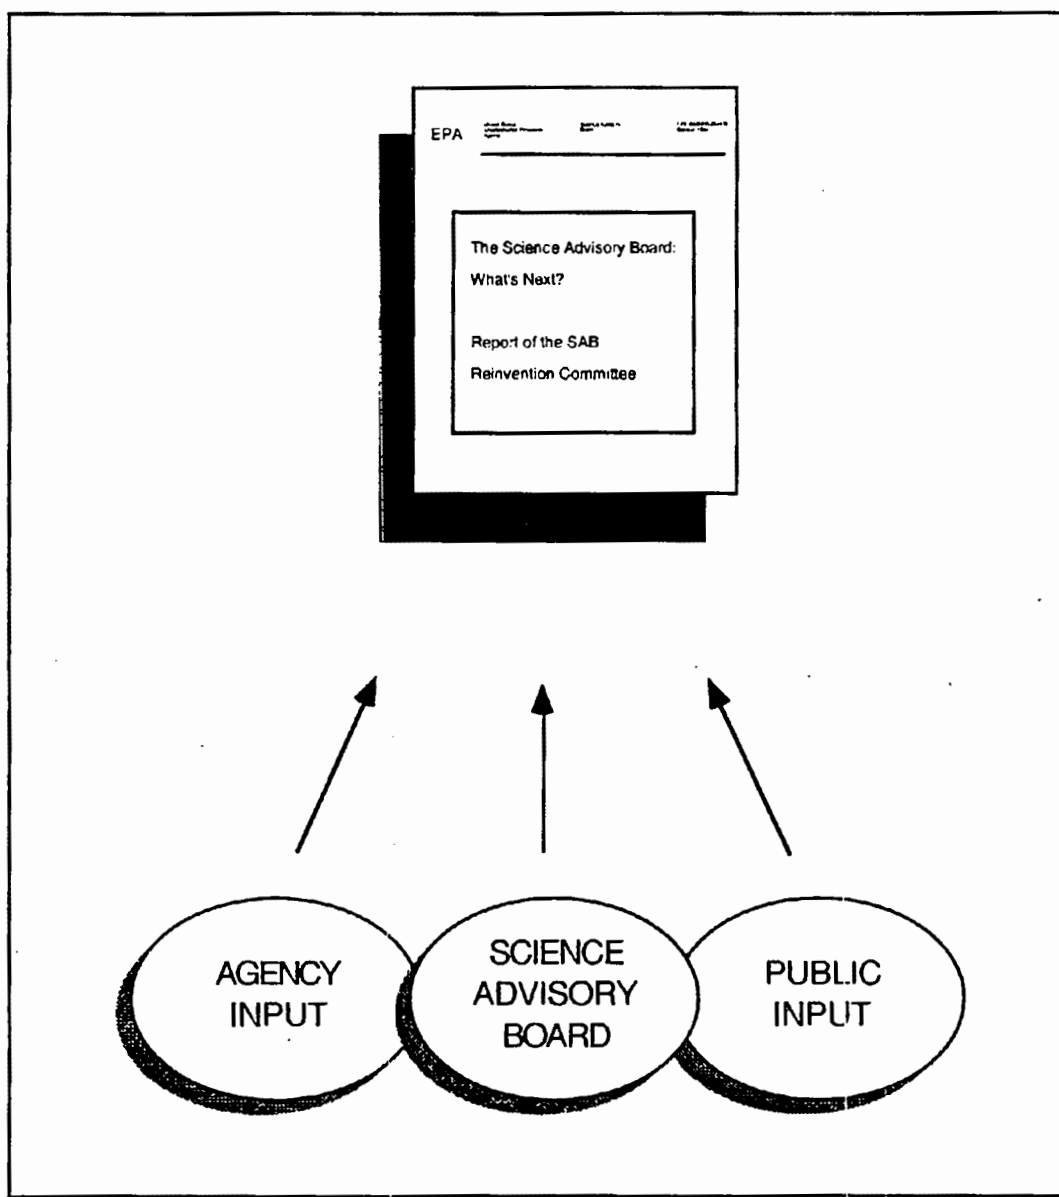 EPA
The Science Advisory Board:
What's Next?
Report of the SAB
Reinvention Committee
AGENCY
INPUT
SCIENCE
ADVISORY
BOARD
PUBLIC
INPUT